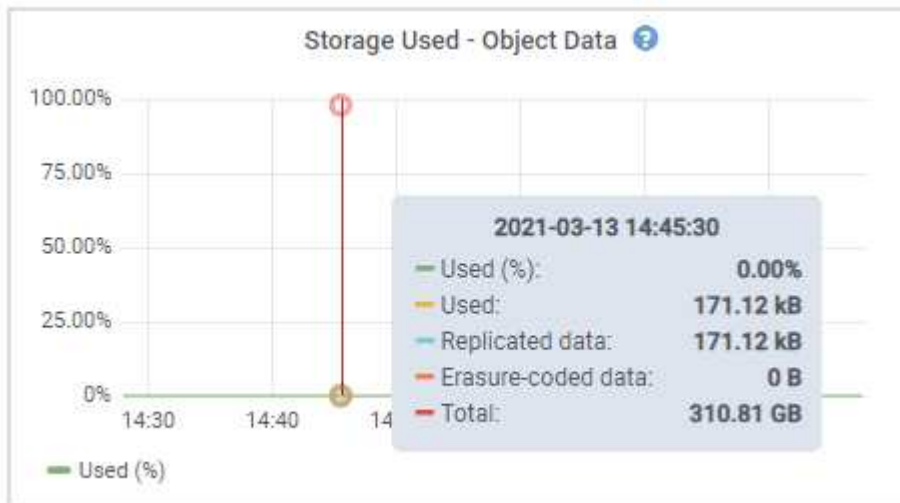 Storage Used - Object Data ?
100.00%
75.00%
50.00%
25.00%
0%
14:30
14:40
2021-03-13 14:45:30
Used (%): 0.00%
Used: 171.12 kB
Replicated data: 171.12 kB
Erasure-coded data: 0 B
Total: 310.81 GB
Used (%)